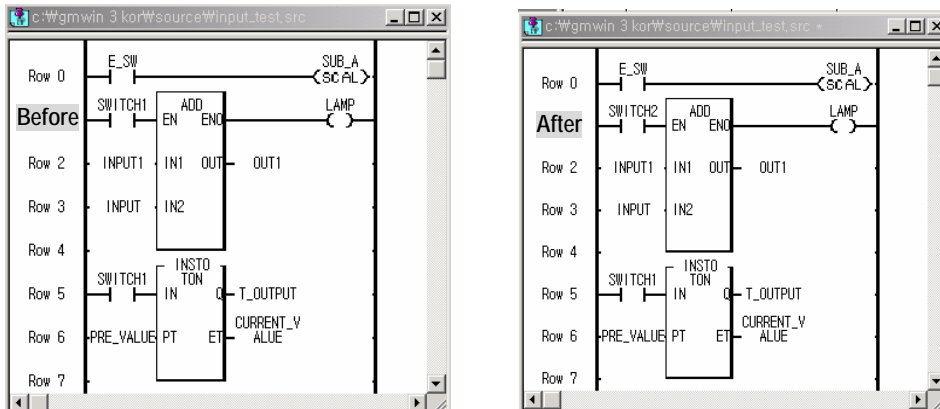 c:₩gmwin 3 kor₩source₩input_test.src
Row 0 E_SW SUB_A
SCAL
Before SWITCH1 ADD LAMP
EN ENO
Row 2 INPUT1 IN1 OUT OUT1
Row 3 INPUT IN2
Row 4
INSTO
SWITCH1 TON
Row 5 IN Q T_OUTPUT
CURRENT_V
Row 6 PRE_VALUE PT ET ALUE
Row 7
c:₩gmwin 3 kor₩source₩input_test.src *
Row 0 E_SW SUB_A
SCAL
After SWITCH2 ADD LAMP
EN ENO
Row 2 INPUT1 IN1 OUT OUT1
Row 3 INPUT IN2
Row 4
INSTO
SWITCH1 TON
Row 5 IN Q T_OUTPUT
CURRENT_V
Row 6 PRE_VALUE PT ET ALUE
Row 7